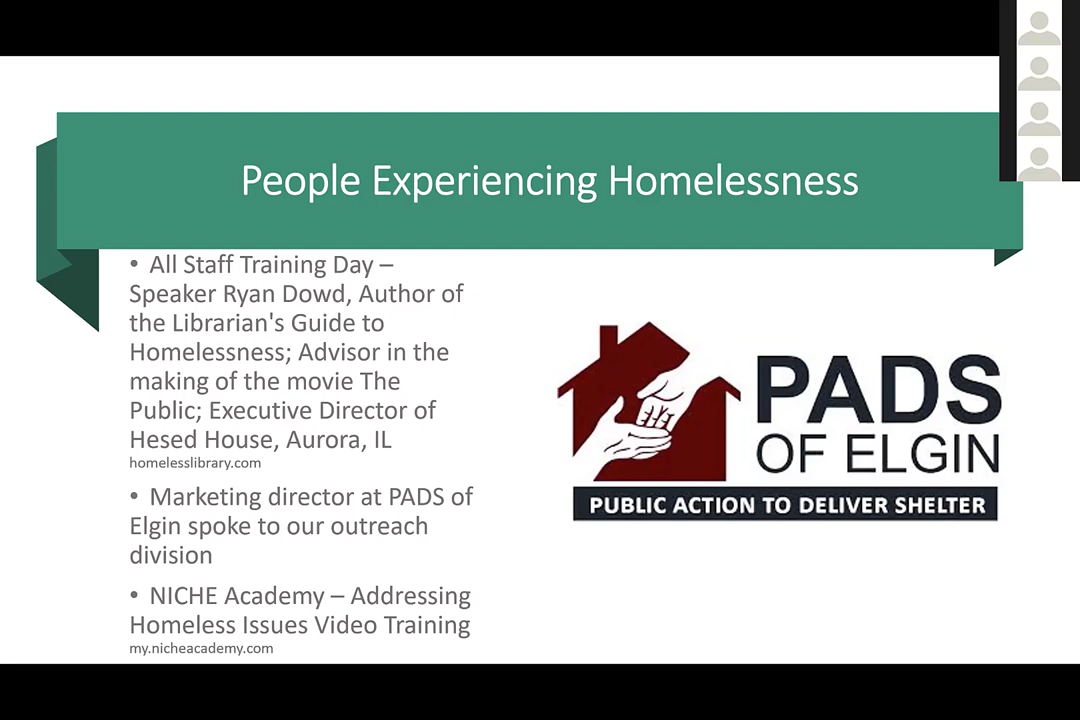 People Experiencing Homelessness
• All Staff Training Day –
Speaker Ryan Dowd, Author of
the Librarian's Guide to
Homelessness; Advisor in the
making of the movie The
Public; Executive Director of
Hesed House, Aurora, IL
homelesslibrary.com
• Marketing director at PADS of
Elgin spoke to our outreach
division
• NICHE Academy – Addressing
Homeless Issues Video Training
my.nicheacademy.com
PADS
OF ELGIN
PUBLIC ACTION TO DELIVER SHELTER